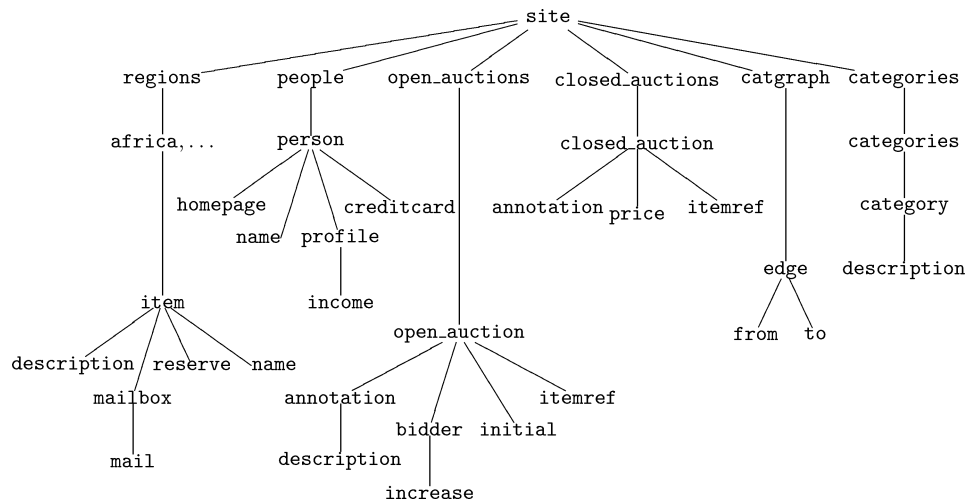 site
regions people open_auctions closed_auctions catgraph categories
africa,... person closed_auction categories
homepage creditcard annotation price itemref category
name profile
edge description
item income
open_auction from to
description reserve name
mailbox annotation itemref
bidder initial
mail description
increase